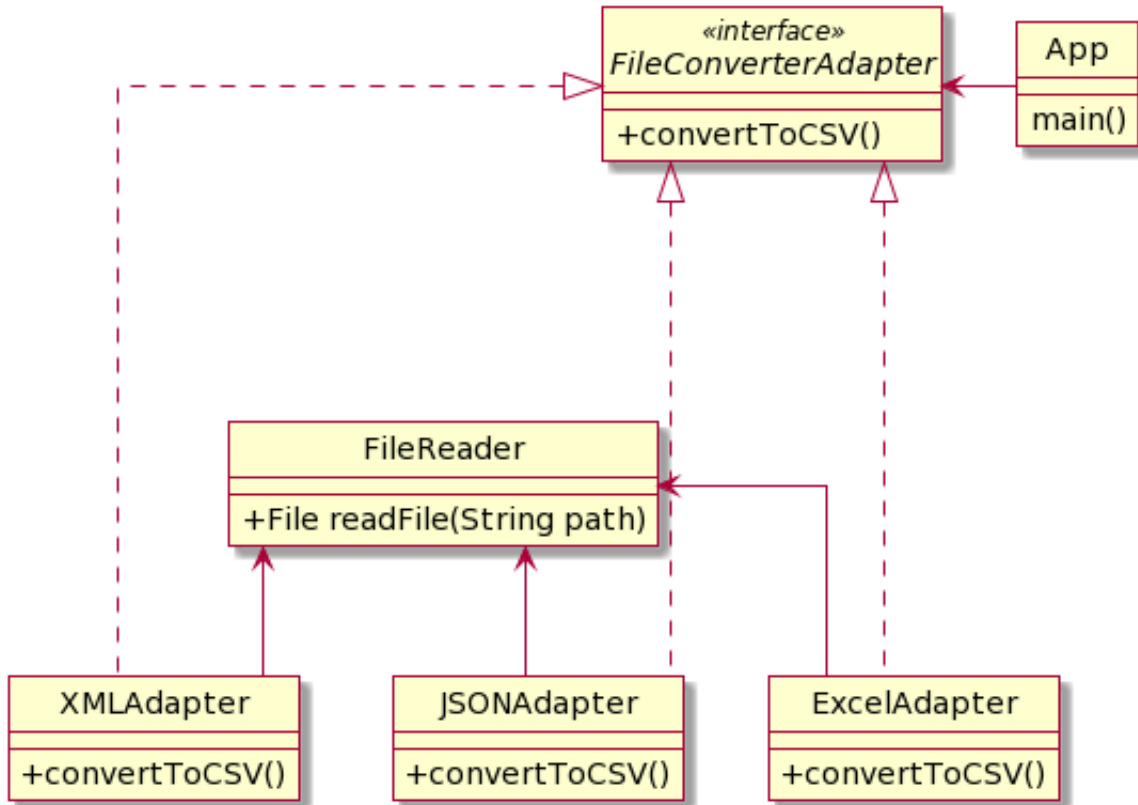 «interface»
FileConverterAdapter
+convertToCSV()
App
main()
FileReader
+File readFile(String path)
XMLAdapter
+convertToCSV()
JSONAdapter
+convertToCSV()
ExcelAdapter
+convertToCSV()